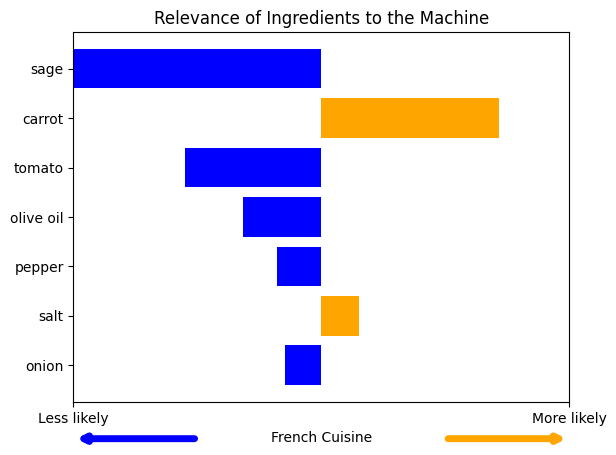 Relevance of Ingredients to the Machine
sage
carrot
tomato
olive oil
pepper
salt
onion
Less likely
More likely
French Cuisine